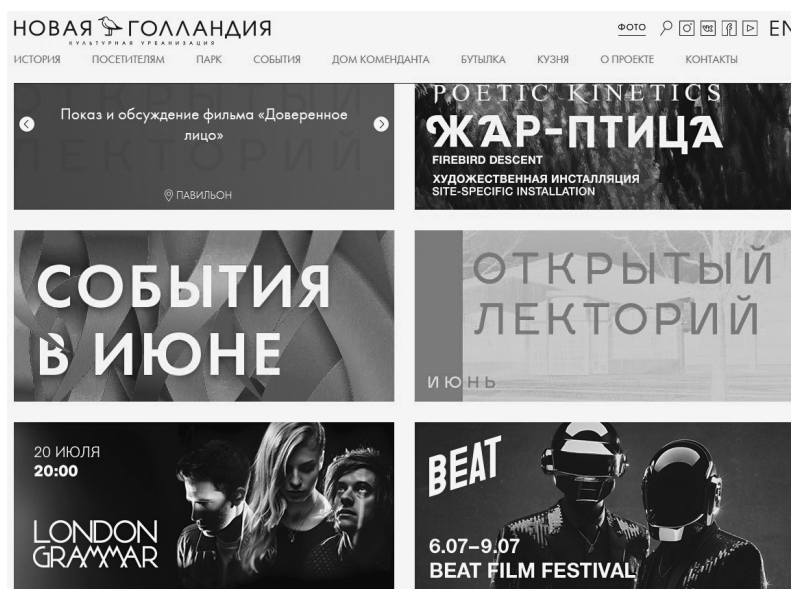 НОВАЯ ГОЛЛАНДИЯ
КУЛЬТУРНАЯ УРБАНИЗАЦИЯ
ФОТО
EN
ИСТОРИЯ ПОСЕТИТЕЛЯМ ПАРК СОБЫТИЯ ДОМ КОМЕНДАНТА БУТЫЛКА КУЗНЯ О ПРОЕКТЕ КОНТАКТЫ
ОТКРЫТЫЙ
ЛЕКТОРИЙ
Показ и обсуждение фильма «Доверенное
лицо»
ПАВИЛЬОН
POETIC KINETICS
ЖАР-ПТИЦА
FIREBIRD DESCENT
ХУДОЖЕСТВЕННАЯ ИНСТАЛЛЯЦИЯ
SITE-SPECIFIC INSTALLATION
СОБЫТИЯ
В ИЮНЕ
ОТКРЫТЫЙ
ЛЕКТОРИЙ
ИЮНЬ
20 ИЮЛЯ
20:00
LONDON
GRAMMAR
BEAT
6.07–9.07
BEAT FILM FESTIVAL